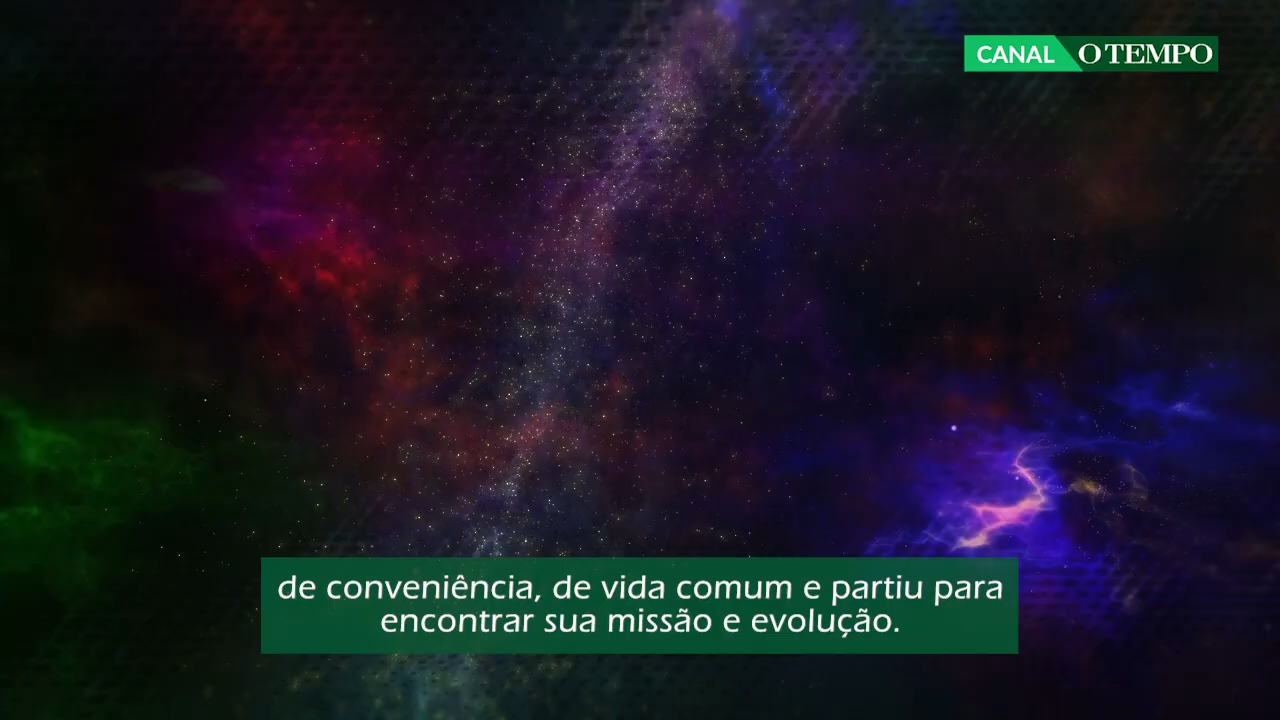 CANAL O TEMPO
de conveniência, de vida comum e partiu para
encontrar sua missão e evolução.